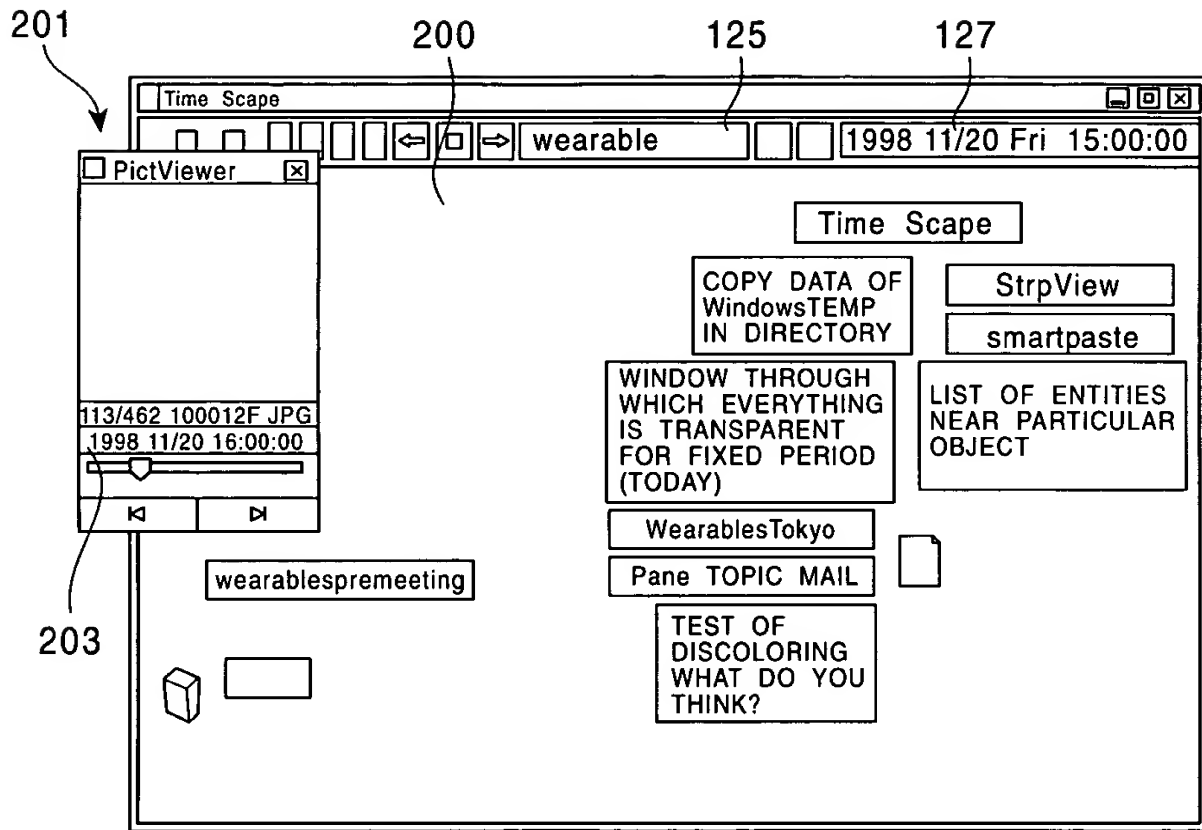 201
200
125
127
Time Scape
wearable
1998 11/20 Fri 15:00:00
PictViewer
113/462 100012F JPG
1998 11/20 16:00:00
203
Time Scape
COPY DATA OF
WindowsTEMP
IN DIRECTORY
StrpView
smartpaste
WINDOW THROUGH
WHICH EVERYTHING
IS TRANSPARENT
FOR FIXED PERIOD
(TODAY)
LIST OF ENTITIES
NEAR PARTICULAR
OBJECT
WearablesTokyo
Pane TOPIC MAIL
wearablespremeeting
TEST OF
DISCOLORING
WHAT DO YOU
THINK?